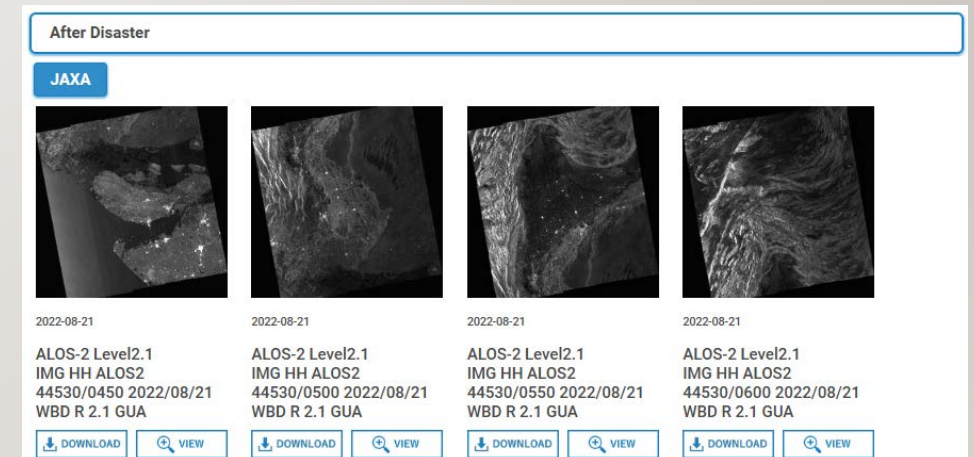 After Disaster
JAXA
2022-08-21
ALOS-2 Level2.1
IMG HH ALOS2
44530/0450 2022/08/21
WBD R 2.1 GUA
DOWNLOAD
VIEW
2022-08-21
ALOS-2 Level2.1
IMG HH ALOS2
44530/0500 2022/08/21
WBD R 2.1 GUA
DOWNLOAD
VIEW
2022-08-21
ALOS-2 Level2.1
IMG HH ALOS2
44530/0550 2022/08/21
WBD R 2.1 GUA
DOWNLOAD
VIEW
2022-08-21
ALOS-2 Level2.1
IMG HH ALOS2
44530/0600 2022/08/21
WBD R 2.1 GUA
DOWNLOAD
VIEW